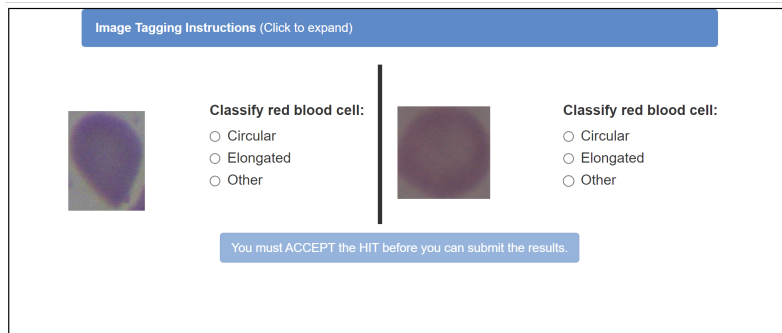 Image Tagging Instructions (Click to expand)
Classify red blood cell:
Circular
Elongated
Other
Classify red blood cell:
Circular
Elongated
Other
You must ACCEPT the HIT before you can submit the results.